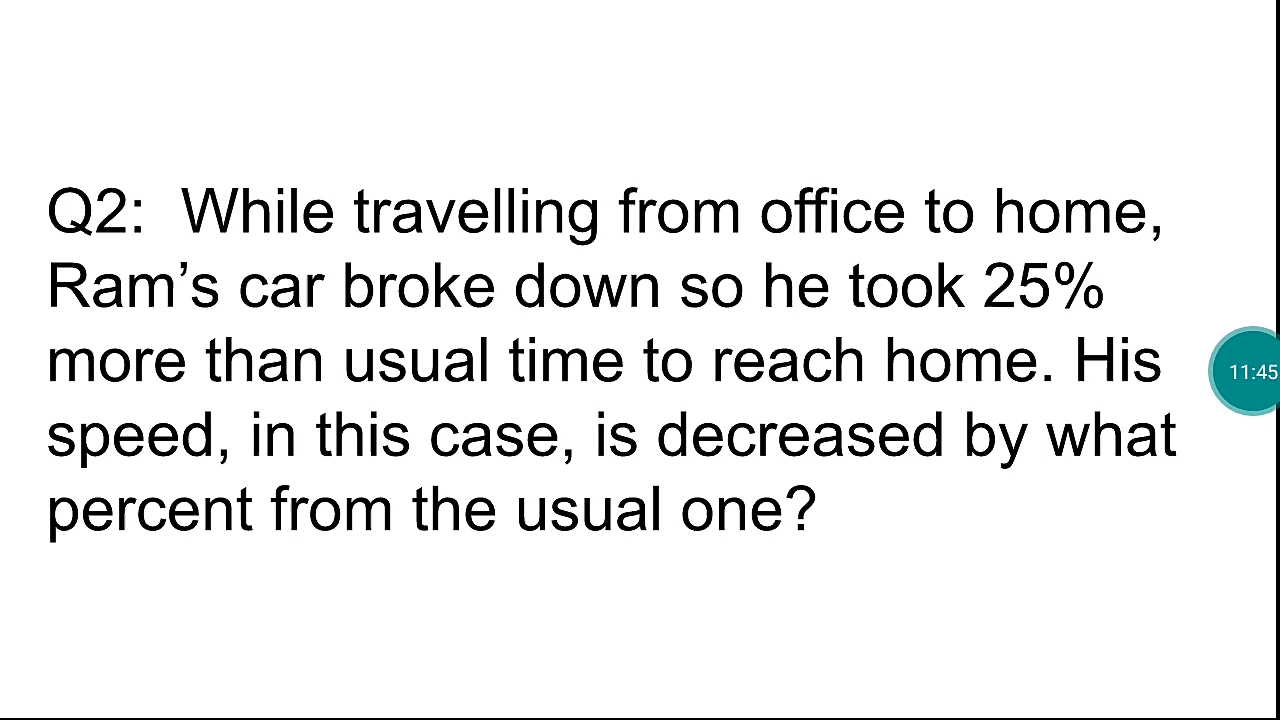 Q2:  While travelling from office to home,
Ram’s car broke down so he took 25%
more than usual time to reach home. His
speed, in this case, is decreased by what
percent from the usual one?
11:45